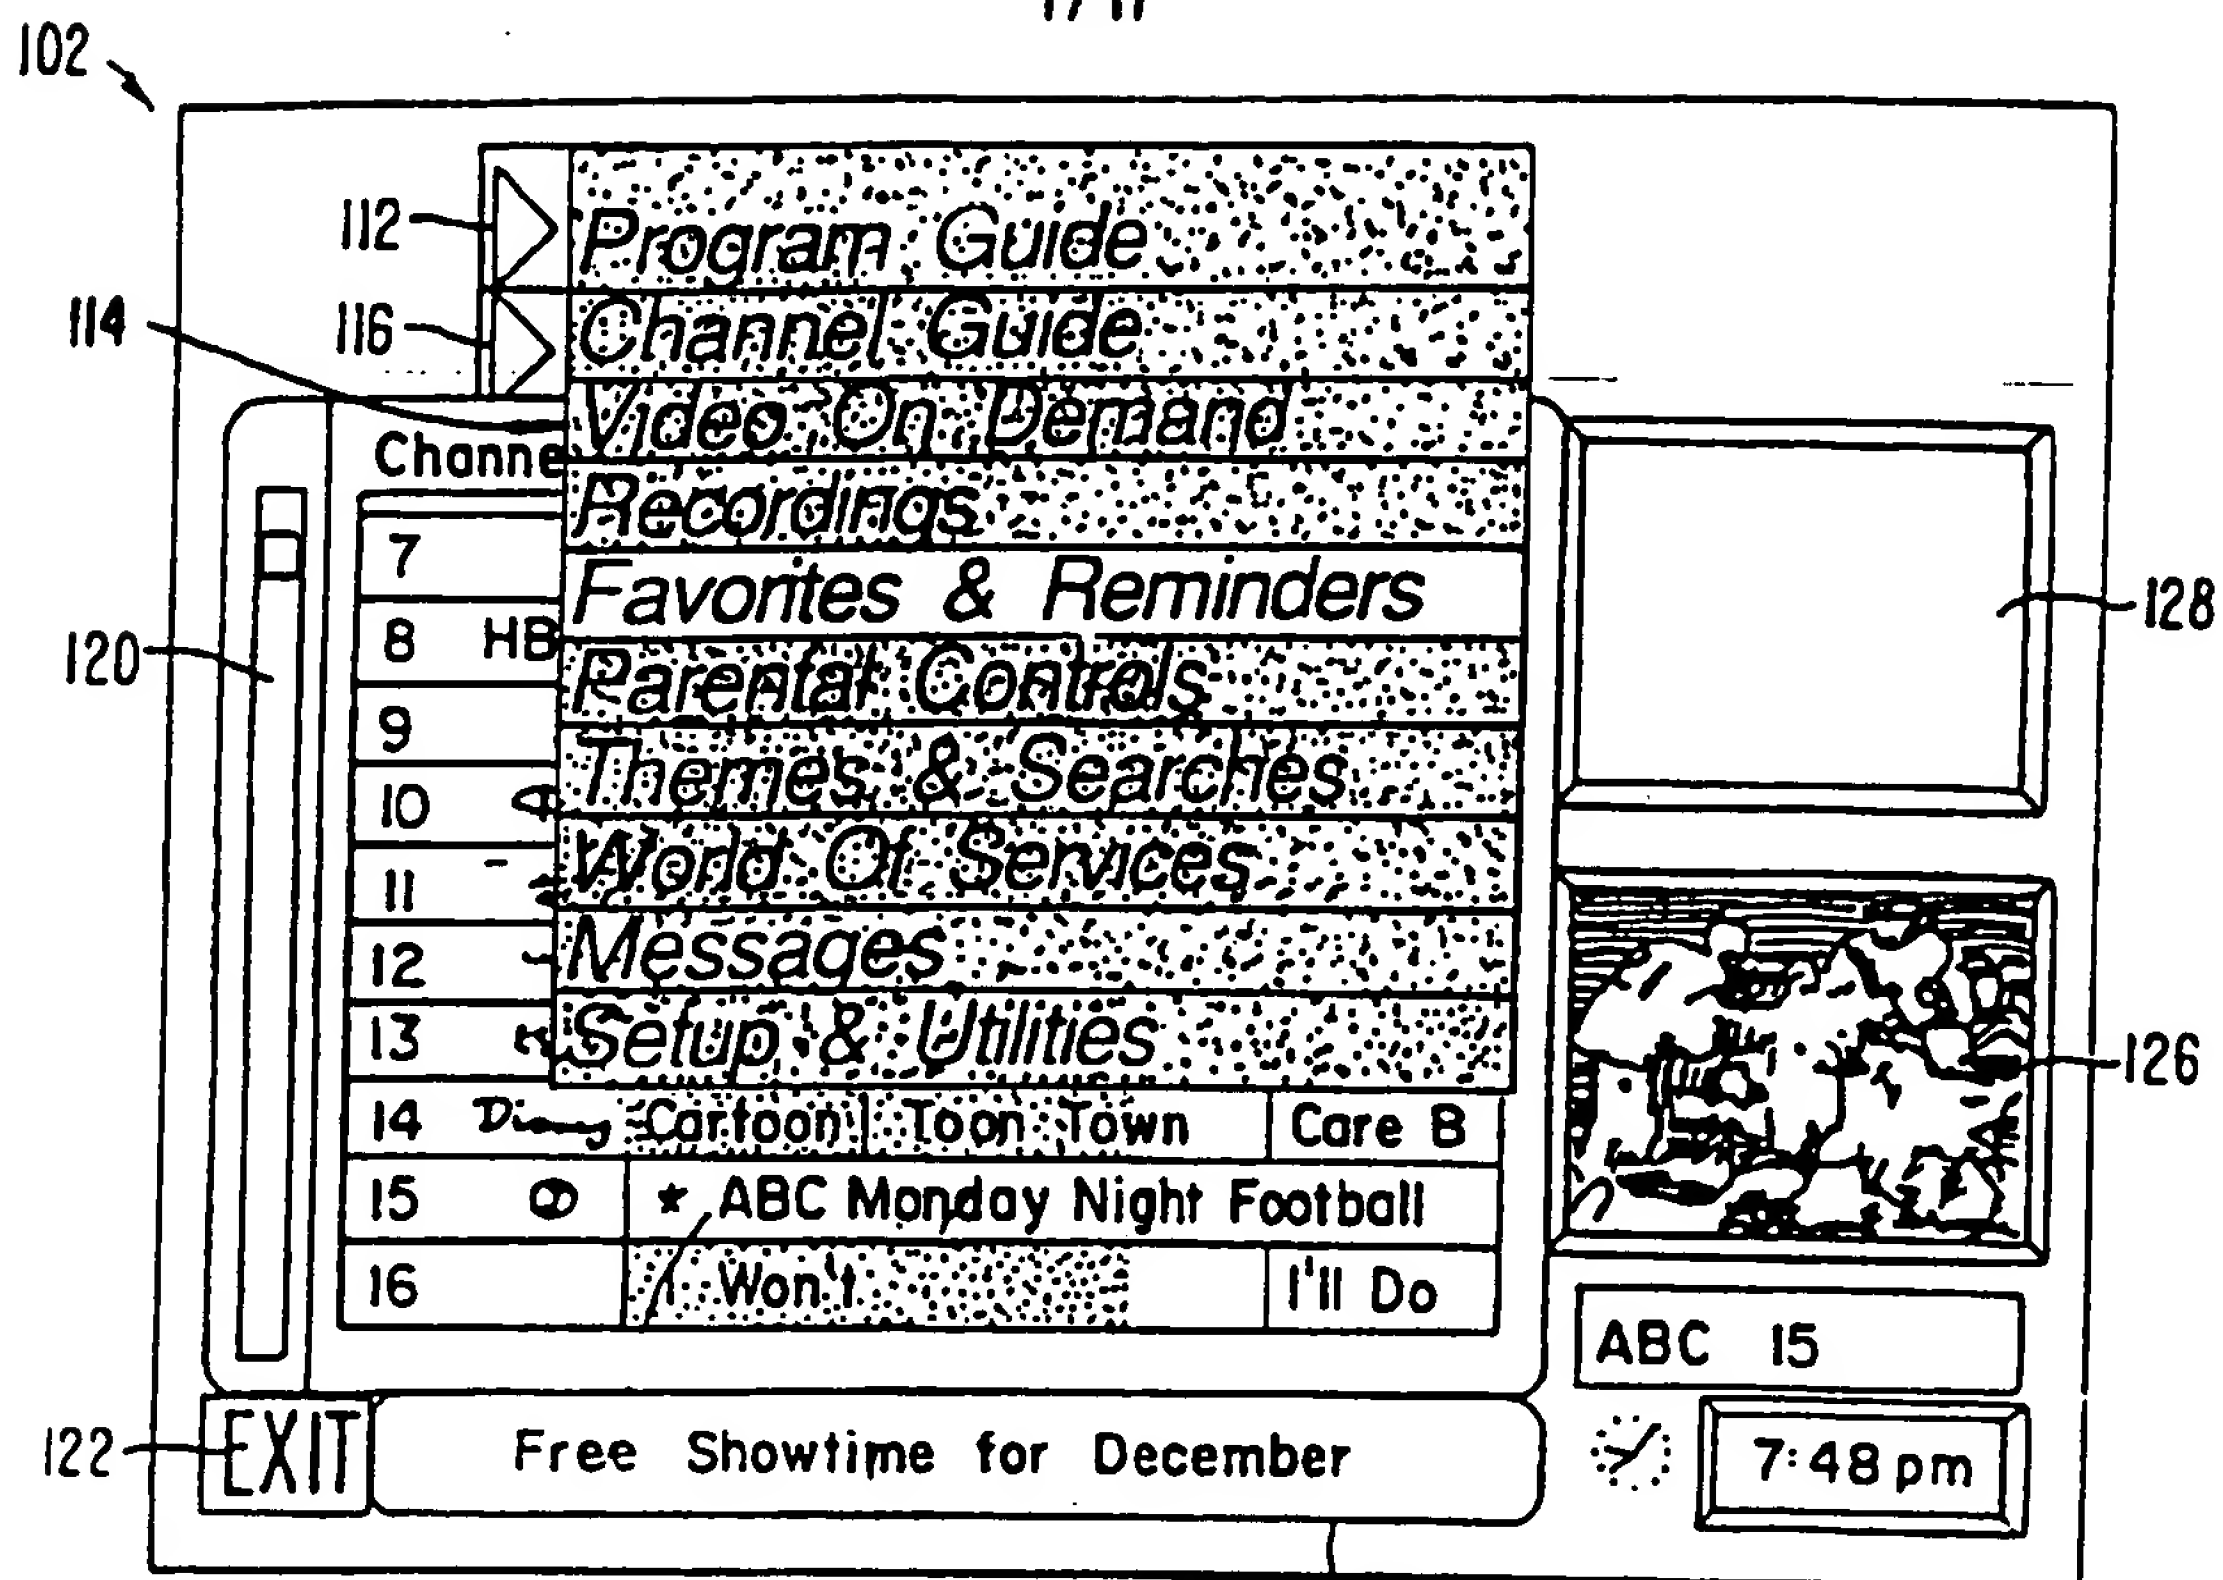 102
112
Program Guide
114
116
Channel Guide
Video On Demand
Channe
Recordings
7
Favorites & Reminders
128
8 HB
120
Parental Controls
9
Themes & Searches
10
World Of Services
11
Messages
12
Setup & Utilities
13
126
14 Disney Cartoon Toon Town Care B
15 ★ ABC Monday Night Football
16 I Won't I'll Do
ABC 15
122
EXIT
Free Showtime for December
7:48 pm